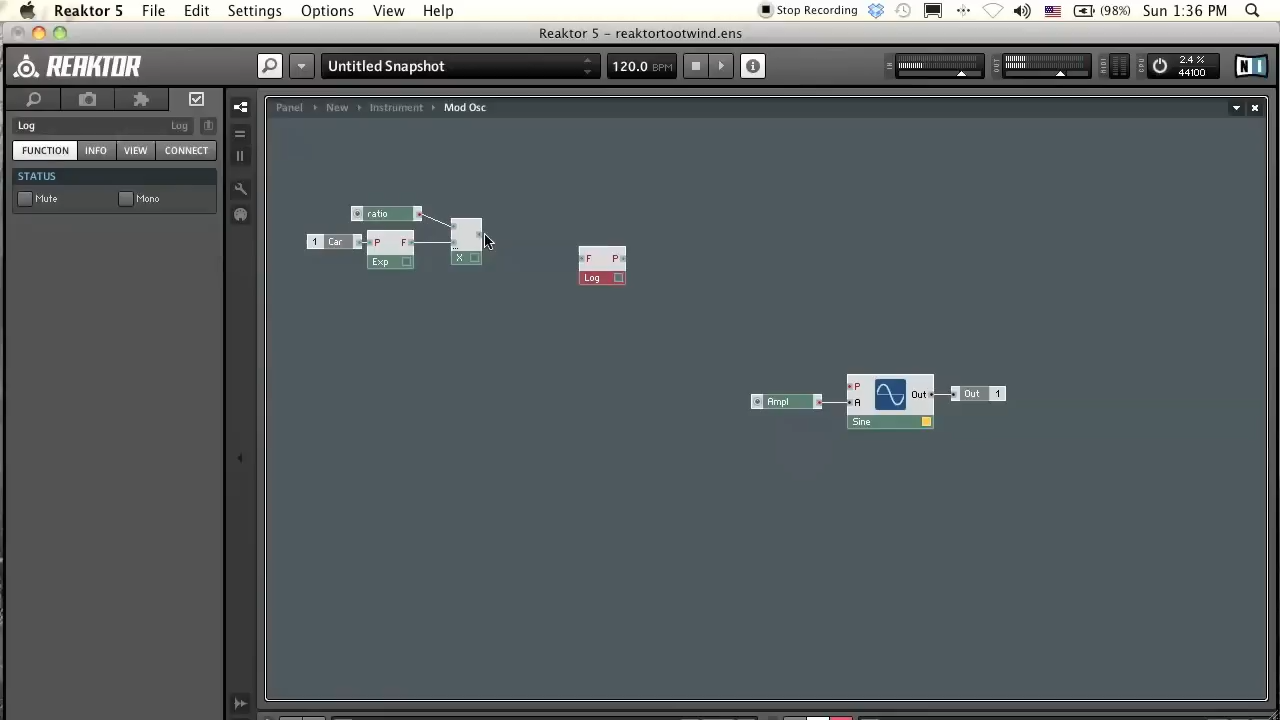 Reaktor 5 File Edit Settings Options View Help Stop Recording (98%) Sun 1:36 PM
Reaktor 5 - reaktortootwind.ens
REAKTOR Untitled Snapshot 120.0 BPM 2.4 % 44100 NI
Panel New Instrument Mod Osc
Log Log
FUNCTION INFO VIEW CONNECT
STATUS
Mute Mono
ratio
1 Car P F
Exp X
F P
Log
Ampl P A Out Out 1
Sine